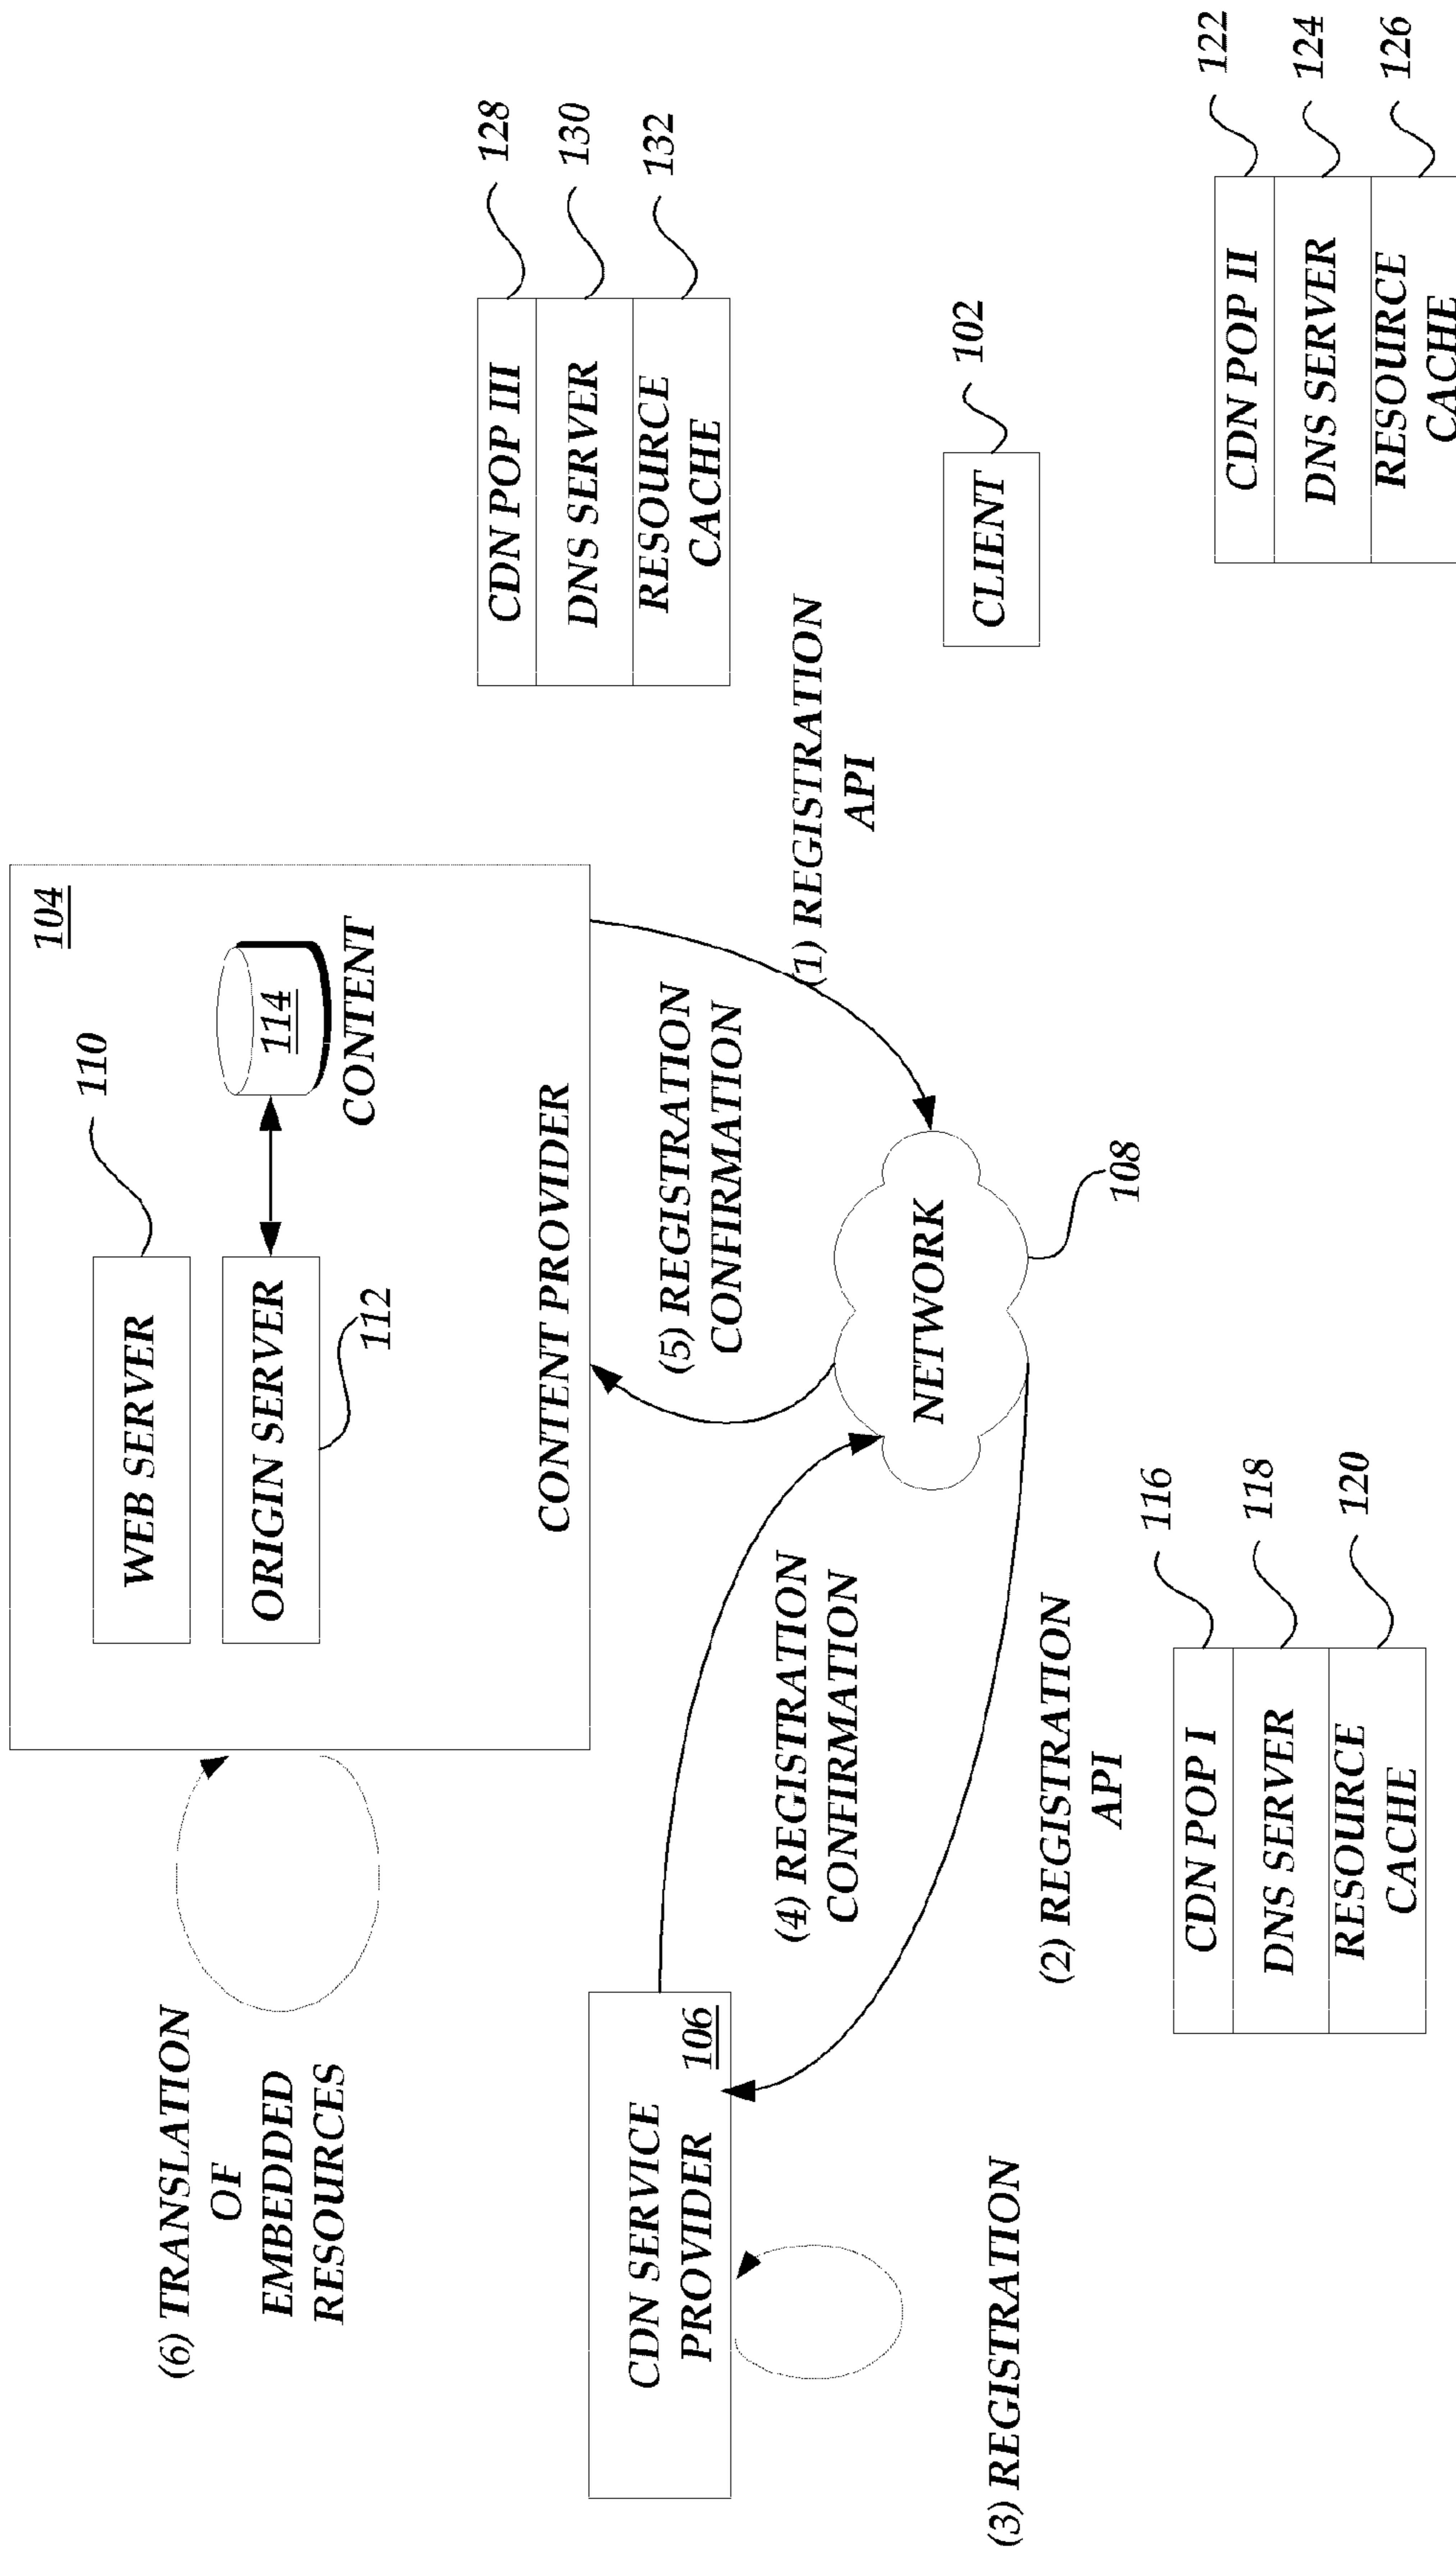 (6) TRANSLATION
OF
EMBEDDED
RESOURCES
104
WEB SERVER
110
ORIGIN SERVER
112
114
CONTENT
CONTENT PROVIDER
CDN SERVICE
PROVIDER
106
(3) REGISTRATION
(4) REGISTRATION
CONFIRMATION
(5) REGISTRATION
CONFIRMATION
(1) REGISTRATION
API
NETWORK
108
(2) REGISTRATION
API
CDN POP III
128
DNS SERVER
130
RESOURCE
CACHE
132
CLIENT
102
CDN POP I
116
DNS SERVER
118
RESOURCE
CACHE
120
CDN POP II
122
DNS SERVER
124
RESOURCE
CACHE
126